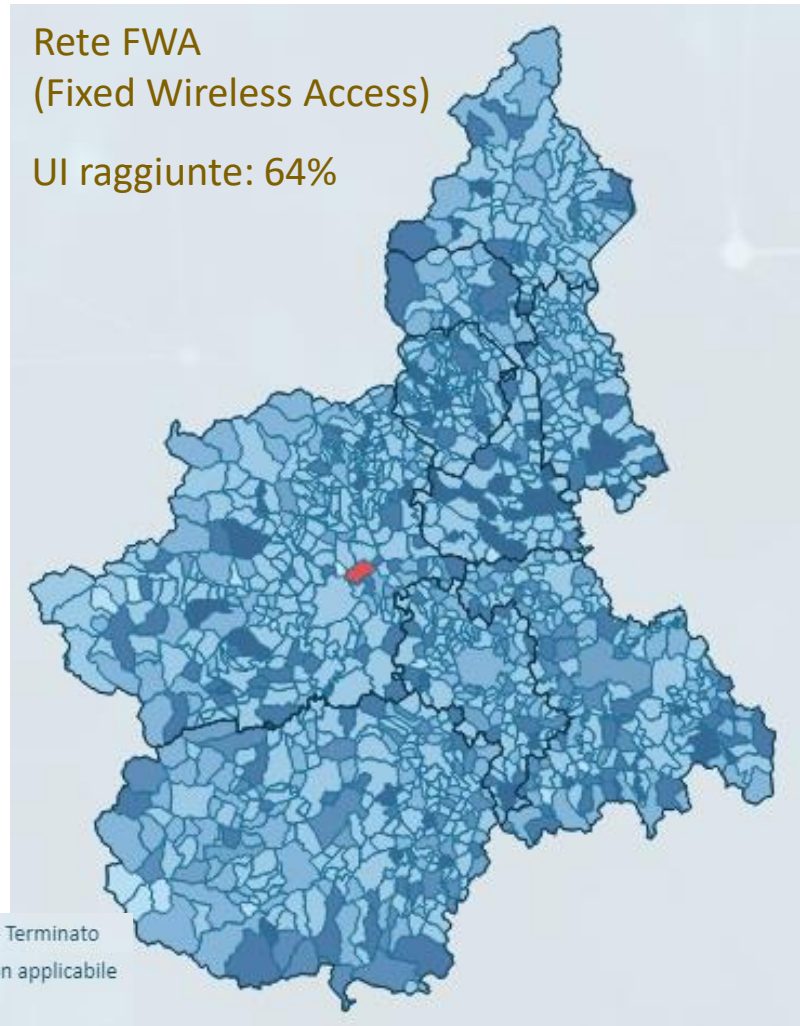 Rete FWA
(Fixed Wireless Access)
UI raggiunte: 64%
Terminato
n applicabile